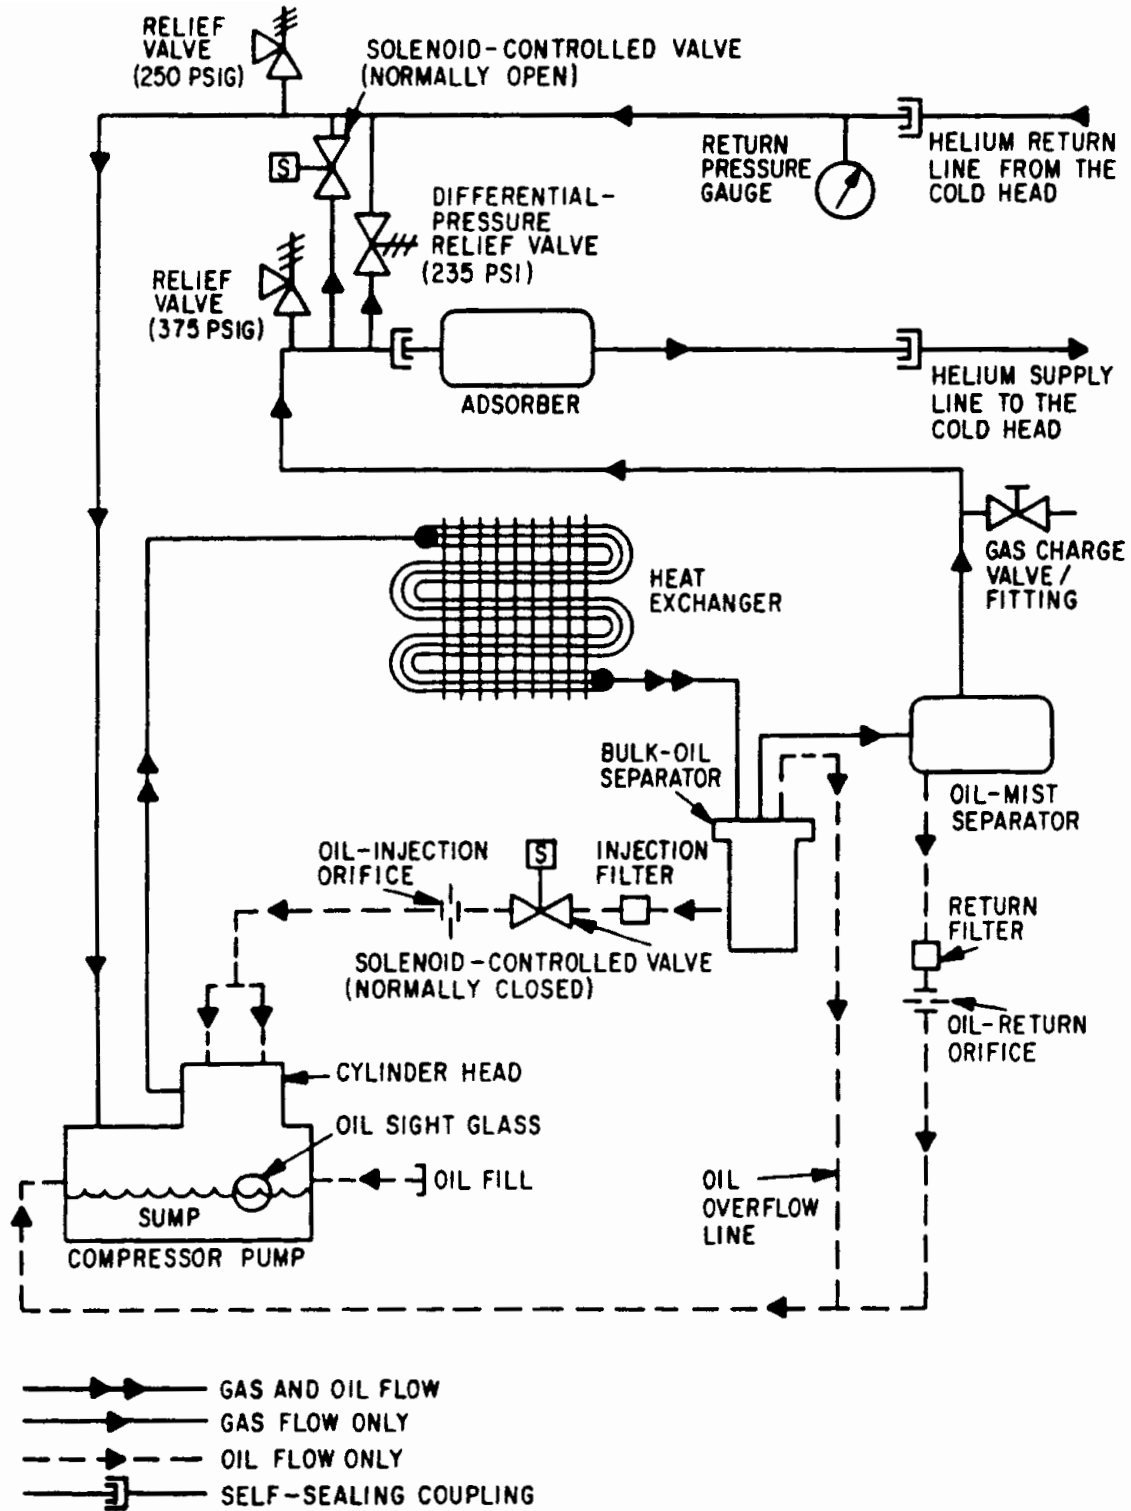 RELIEF
VALVE
(250 PSIG)
SOLENOID-CONTROLLED VALVE
(NORMALLY OPEN)
S
RETURN
PRESSURE
GAUGE
HELIUM RETURN
LINE FROM THE
COLD HEAD
DIFFERENTIAL-
PRESSURE
RELIEF VALVE
(235 PSI)
RELIEF
VALVE
(375 PSIG)
ADSORBER
HELIUM SUPPLY
LINE TO THE
COLD HEAD
GAS CHARGE
VALVE/
FITTING
HEAT
EXCHANGER
BULK-OIL
SEPARATOR
OIL-MIST
SEPARATOR
OIL-INJECTION
ORIFICE
S
INJECTION
FILTER
RETURN
FILTER
SOLENOID-CONTROLLED VALVE
(NORMALLY CLOSED)
OIL-RETURN
ORIFICE
CYLINDER HEAD
OIL SIGHT GLASS
OIL FILL
OIL
OVERFLOW
LINE
SUMP
COMPRESSOR PUMP
GAS AND OIL FLOW
GAS FLOW ONLY
OIL FLOW ONLY
SELF-SEALING COUPLING